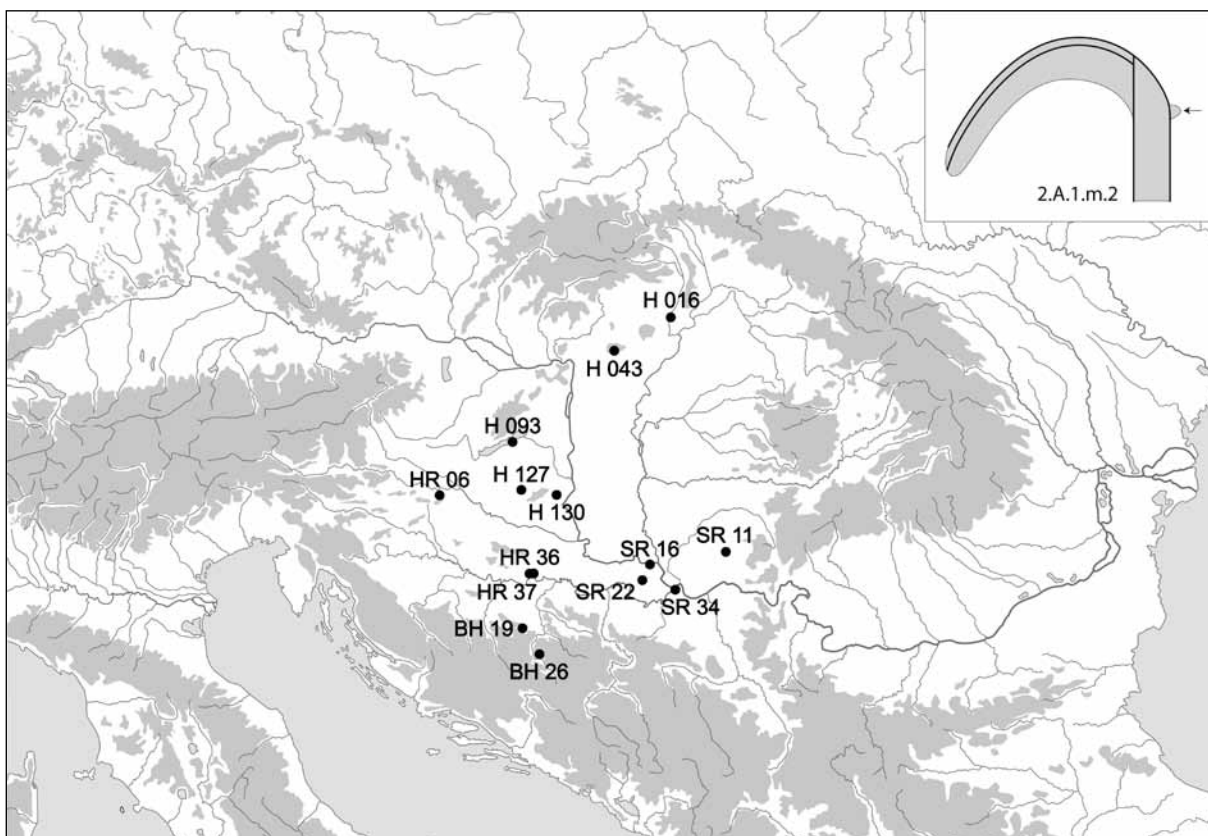 2.A.1.m.2
H 016
H 043
H 093
H 127
HR 06
H 130
SR 11
SR 16
HR 36
HR 37
SR 22
SR 34
BH 19
BH 26